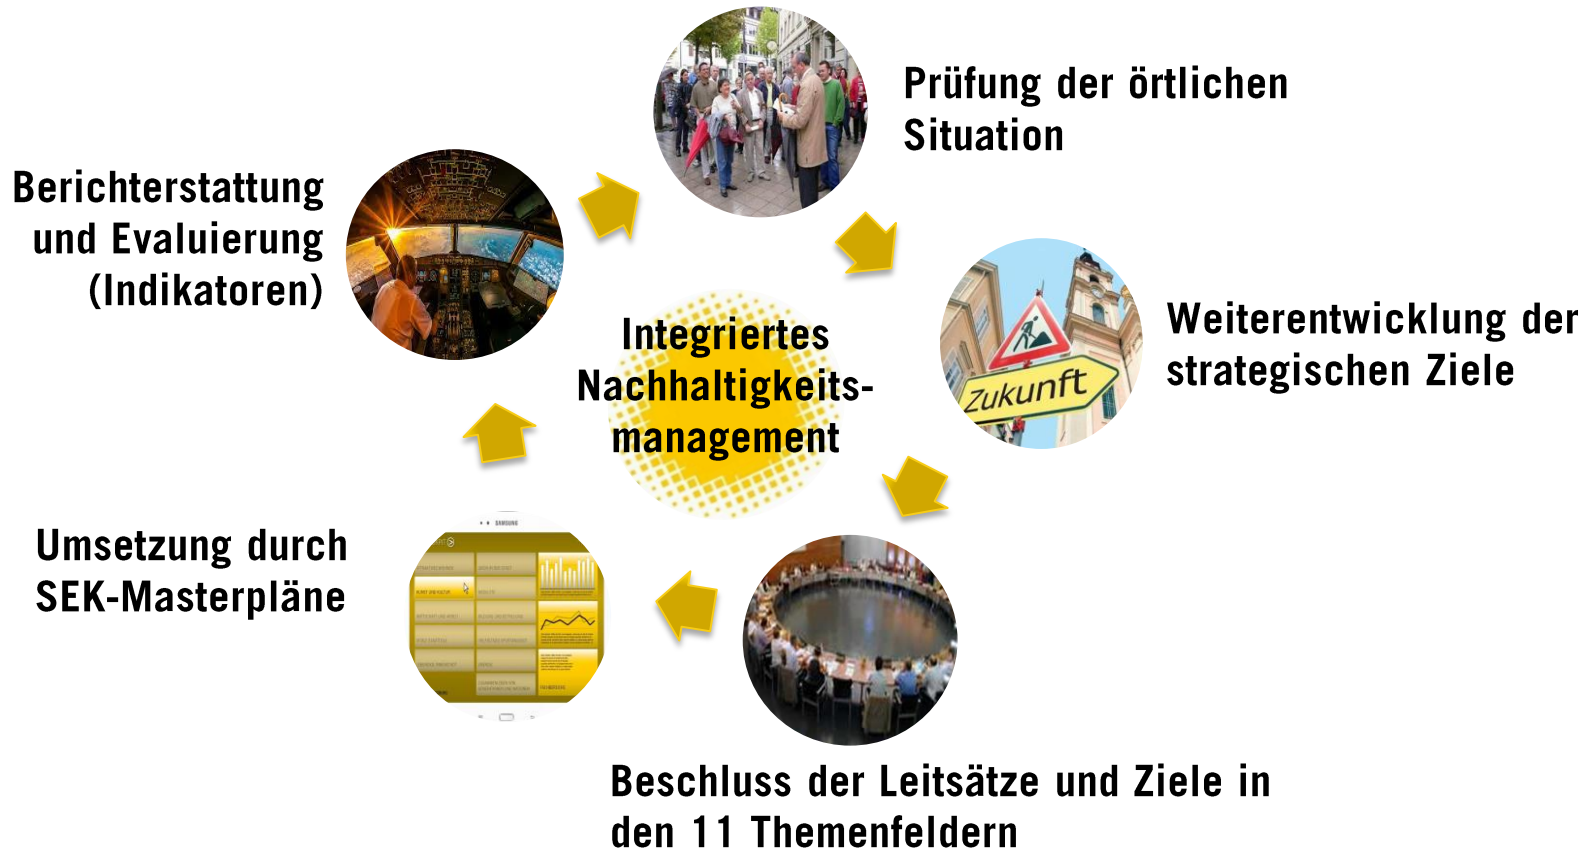 Prüfung der örtlichen
Situation
Berichterstattung
und Evaluierung
(Indikatoren)
Weiterentwicklung der
strategischen Ziele
Zukunft
Integriertes
Nachhaltigkeits-
management
Umsetzung durch
SEK-Masterpläne
SAMSUNG
Beschluss der Leitsätze und Ziele in
den 11 Themenfeldern